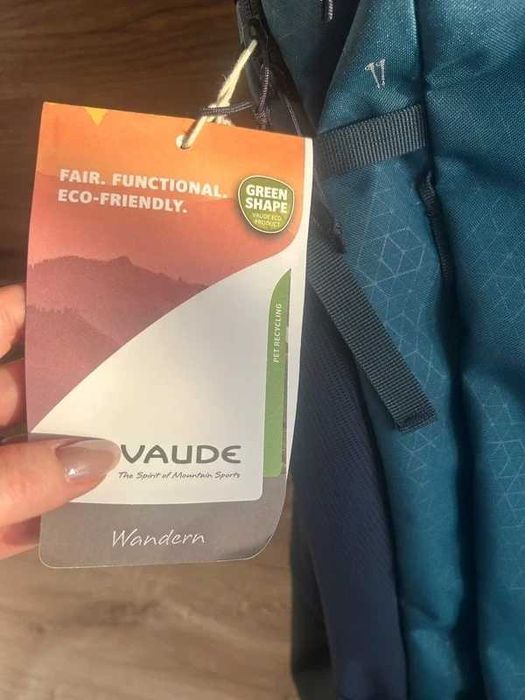 FAIR. FUNCTIONAL.
ECO-FRIENDLY.
GREEN
SHAPE
VAUDE ECO
PRODUCT
PET RECYCLING
VAUDE
The Spirit of Mountain Sports
Wandern